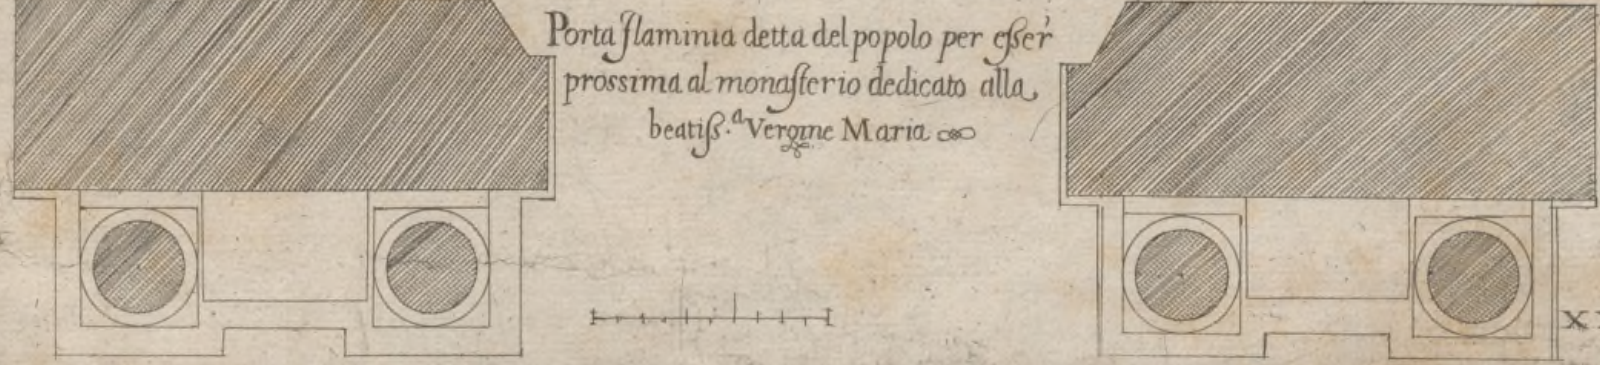 Porta flaminia detta del popolo per eſser'
prossima al monaſterio dedicato alla
beatiß.ᵃ Vergine Maria